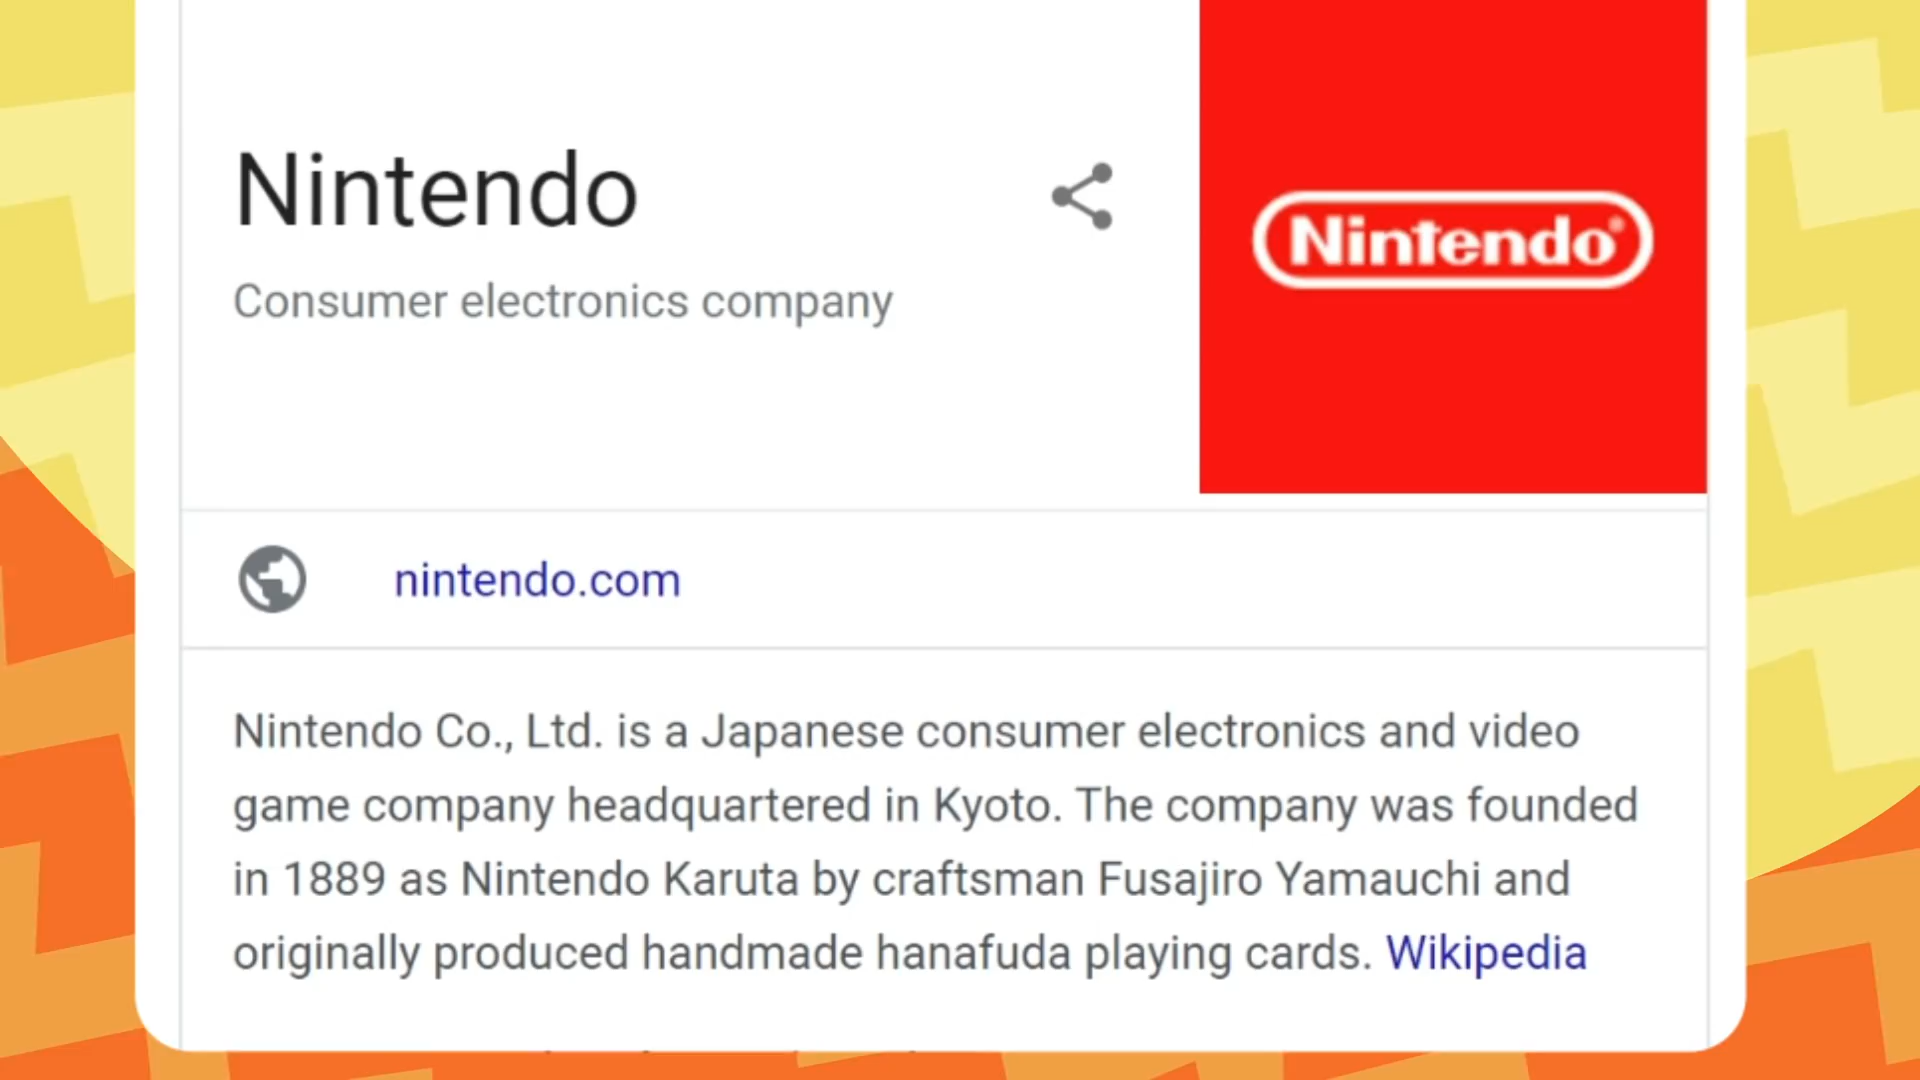 Nintendo
Consumer electronics company
Nintendo®
nintendo.com
Nintendo Co., Ltd. is a Japanese consumer electronics and video
game company headquartered in Kyoto. The company was founded
in 1889 as Nintendo Karuta by craftsman Fusajiro Yamauchi and
originally produced handmade hanafuda playing cards. Wikipedia